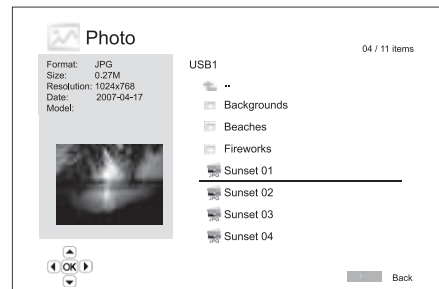 Photo
04 / 11 items
Format: JPG
Size: 0.27M
Resolution: 1024x768
Date: 2007-04-17
Model:
USB1
..
Backgrounds
Beaches
Fireworks
Sunset 01
Sunset 02
Sunset 03
Sunset 04
OK
Back